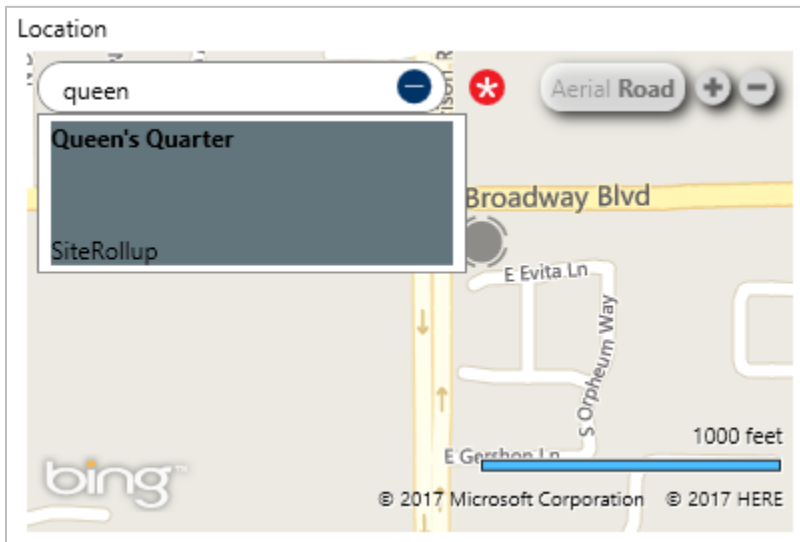 Location
queen
Aerial Road
Queen's Quarter
SiteRollup
Broadway Blvd
E Evita Ln
S Orpheum Way
1000 feet
E Gershon Ln
bing™
© 2017 Microsoft Corporation © 2017 HERE